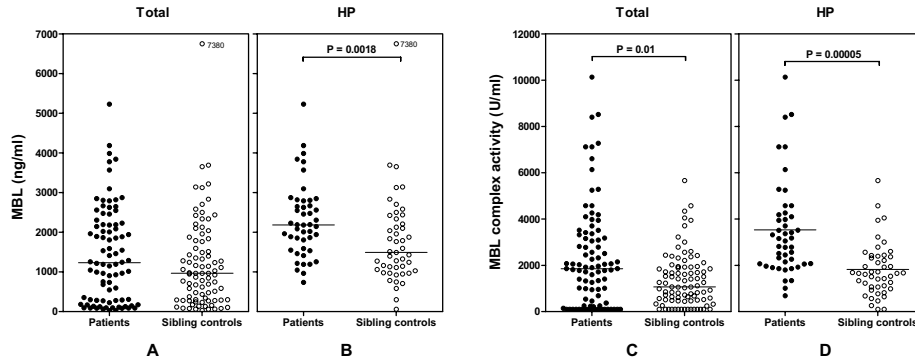 Total HP Total HP
7000 7380 7380 12000
P = 0.0018 P = 0.01 P = 0.00005
6000
10000
5000
8000
4000
MBL (ng/ml)
MBL complex activity (U/ml)
6000
3000
4000
2000
2000
1000
0 0
Patients Sibling controls Patients Sibling controls Patients Sibling controls Patients Sibling controls
A B C D